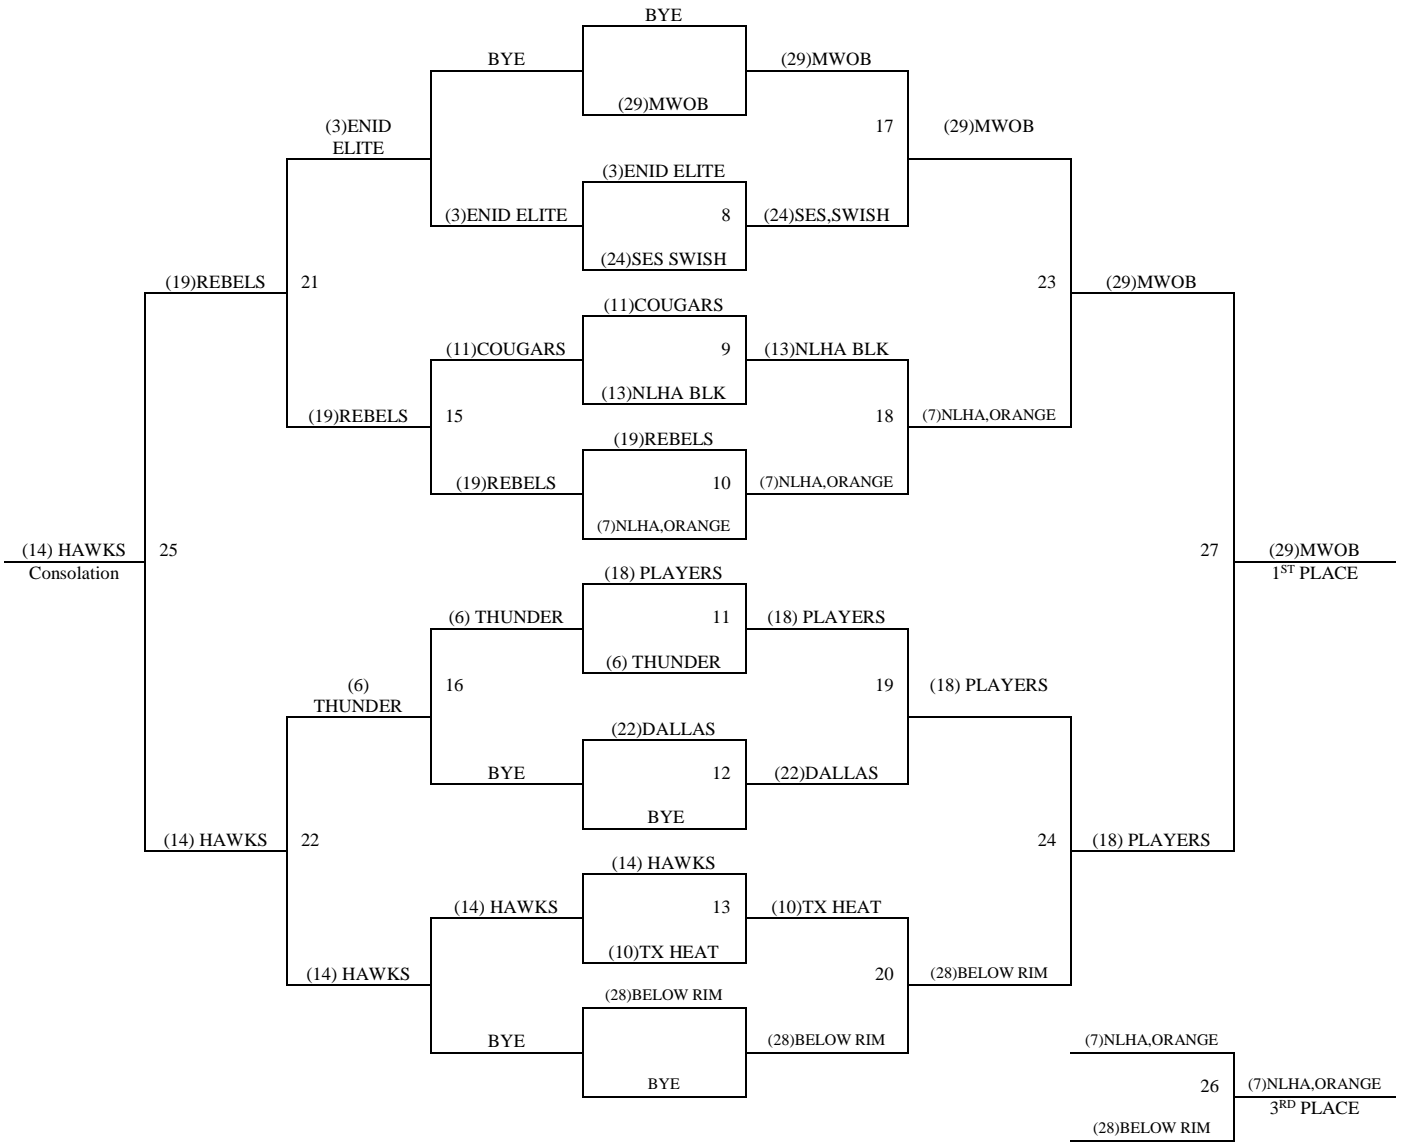 BYE
BYE
(29)MWOB
(29)MWOB
(3)ENID
ELITE
17
(29)MWOB
(3)ENID ELITE
(3)ENID ELITE
8
(24)SES,SWISH
(24)SES SWISH
(19)REBELS
21
23
(29)MWOB
(11)COUGARS
(11)COUGARS
9
(13)NLHA BLK
(13)NLHA BLK
(19)REBELS
15
18
(7)NLHA,ORANGE
(19)REBELS
(19)REBELS
10
(7)NLHA,ORANGE
(7)NLHA,ORANGE
(14) HAWKS
Consolation
25
27
(29)MWOB
1ST PLACE
(18) PLAYERS
(6) THUNDER
11
(18) PLAYERS
(6) THUNDER
(6)
THUNDER
16
19
(18) PLAYERS
(22)DALLAS
BYE
12
(22)DALLAS
BYE
(14) HAWKS
22
24
(18) PLAYERS
(14) HAWKS
(14) HAWKS
13
(10)TX HEAT
(10)TX HEAT
(14) HAWKS
20
(28)BELOW RIM
(28)BELOW RIM
BYE
(28)BELOW RIM
BYE
(7)NLHA,ORANGE
26
(7)NLHA,ORANGE
3RD PLACE
(28)BELOW RIM